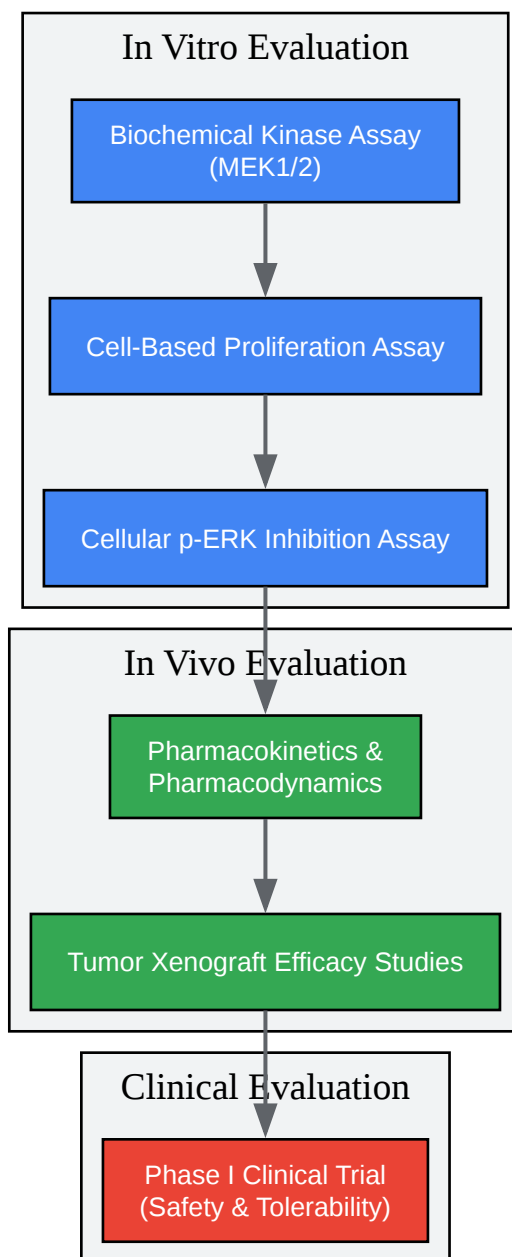 In Vitro Evaluation
Biochemical Kinase Assay
(MEK1/2)
Cell-Based Proliferation Assay
Cellular p-ERK Inhibition Assay
In Vivo Evaluation
Pharmacokinetics &
Pharmacodynamics
Tumor Xenograft Efficacy Studies
Clinical Evaluation
Phase I Clinical Trial
(Safety & Tolerability)